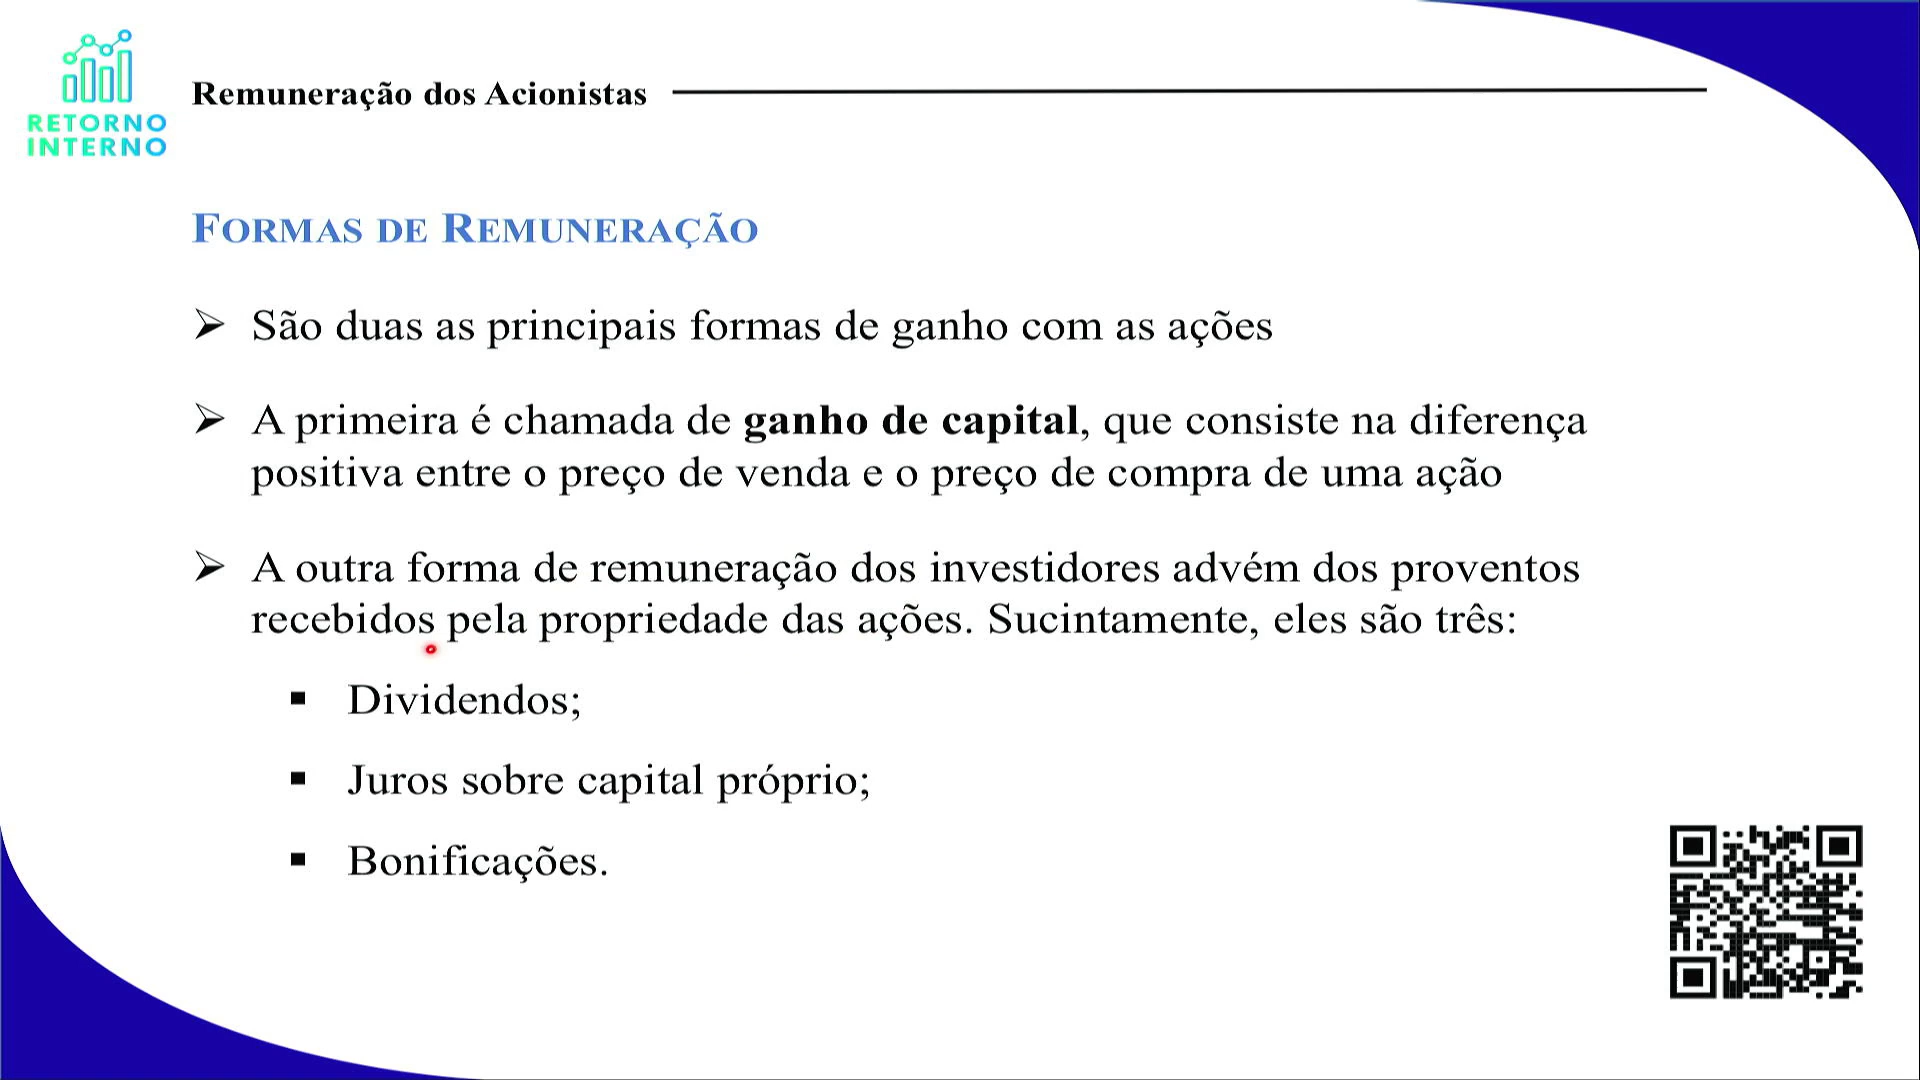 RETORNO
INTERNO
Remuneração dos Acionistas
FORMAS DE REMUNERAÇÃO
São duas as principais formas de ganho com as ações
A primeira é chamada de ganho de capital, que consiste na diferença
positiva entre o preço de venda e o preço de compra de uma ação
A outra forma de remuneração dos investidores advém dos proventos
recebidos pela propriedade das ações. Sucintamente, eles são três:
Dividendos;
Juros sobre capital próprio;
Bonificações.